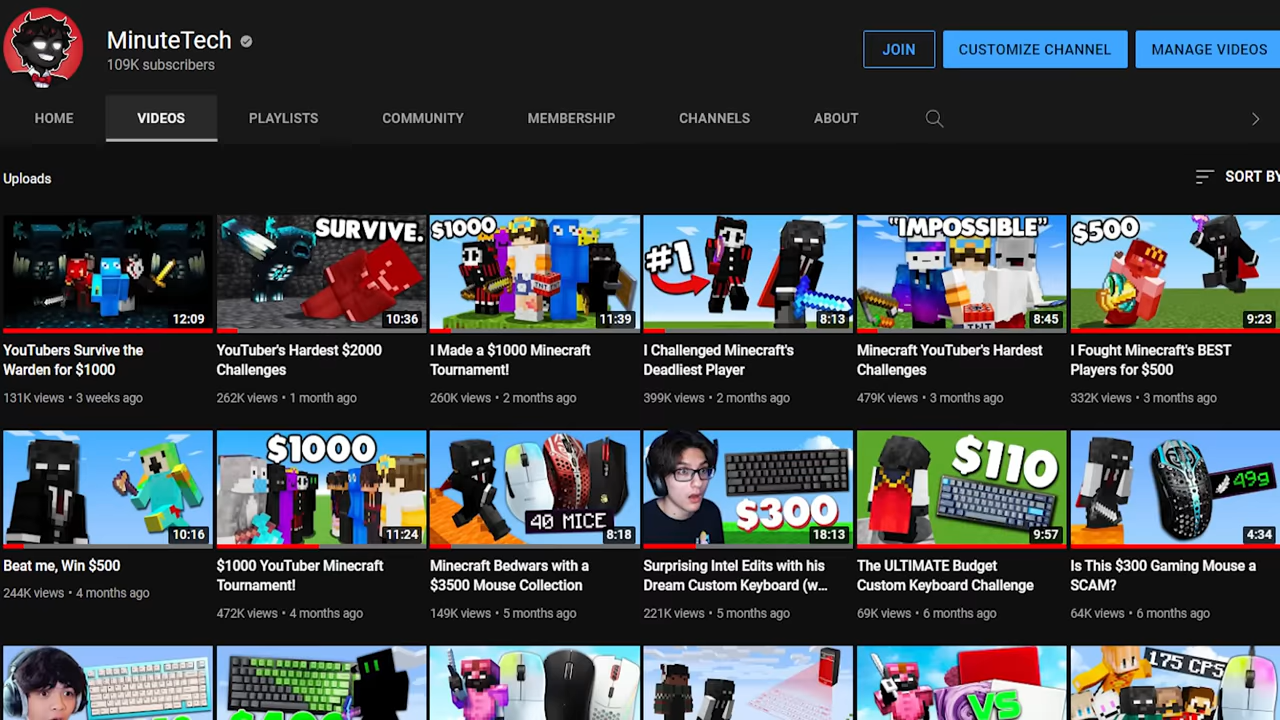 MinuteTech
109K subscribers
JOIN
CUSTOMIZE CHANNEL
MANAGE VIDEOS
HOME
VIDEOS
PLAYLISTS
COMMUNITY
MEMBERSHIP
CHANNELS
ABOUT
Uploads
SORT BY
12:09
SURVIVE.
10:36
$1000
11:39
#1
8:13
"IMPOSSIBLE"
TNT
8:45
$500
9:23
YouTubers Survive the
Warden for $1000
131K views • 3 weeks ago
YouTuber's Hardest $2000
Challenges
262K views • 1 month ago
I Made a $1000 Minecraft
Tournament!
260K views • 2 months ago
I Challenged Minecraft's
Deadliest Player
399K views • 2 months ago
Minecraft YouTuber's Hardest
Challenges
479K views • 3 months ago
I Fought Minecraft's BEST
Players for $500
332K views • 3 months ago
10:16
$1000
11:24
40 MICE
8:18
$300
18:13
$110
9:57
49g
4:34
Beat me, Win $500
244K views • 4 months ago
$1000 YouTuber Minecraft
Tournament!
472K views • 4 months ago
Minecraft Bedwars with a
$3500 Mouse Collection
149K views • 5 months ago
Surprising Intel Edits with his
Dream Custom Keyboard (w...
221K views • 5 months ago
The ULTIMATE Budget
Custom Keyboard Challenge
69K views • 6 months ago
Is This $300 Gaming Mouse a
SCAM?
64K views • 6 months ago
VS
175 CPS